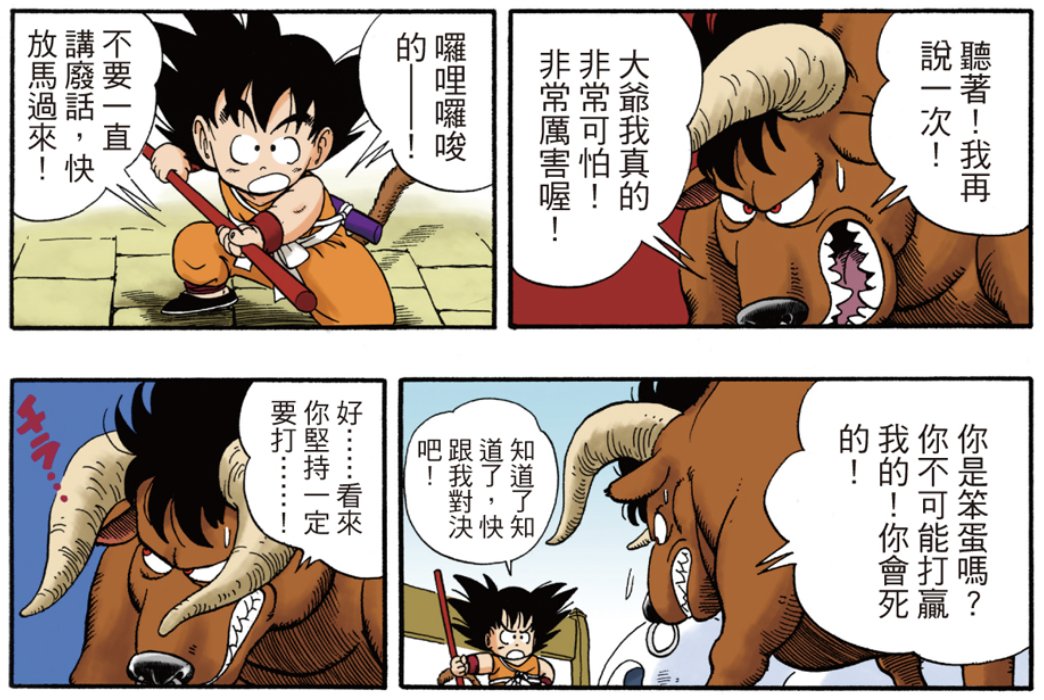 聽著！我再
說一次！
大爺我真的
非常可怕！
非常厲害喔！
囉哩囉唆
的——！
不要一直
講廢話，快
放馬過來！
你是笨蛋嗎？
你不可能打贏
我的！你會死
的！
知道了知
道了，快
跟我對決
吧！
好……看來
你堅持一定
要打……！
チラ…